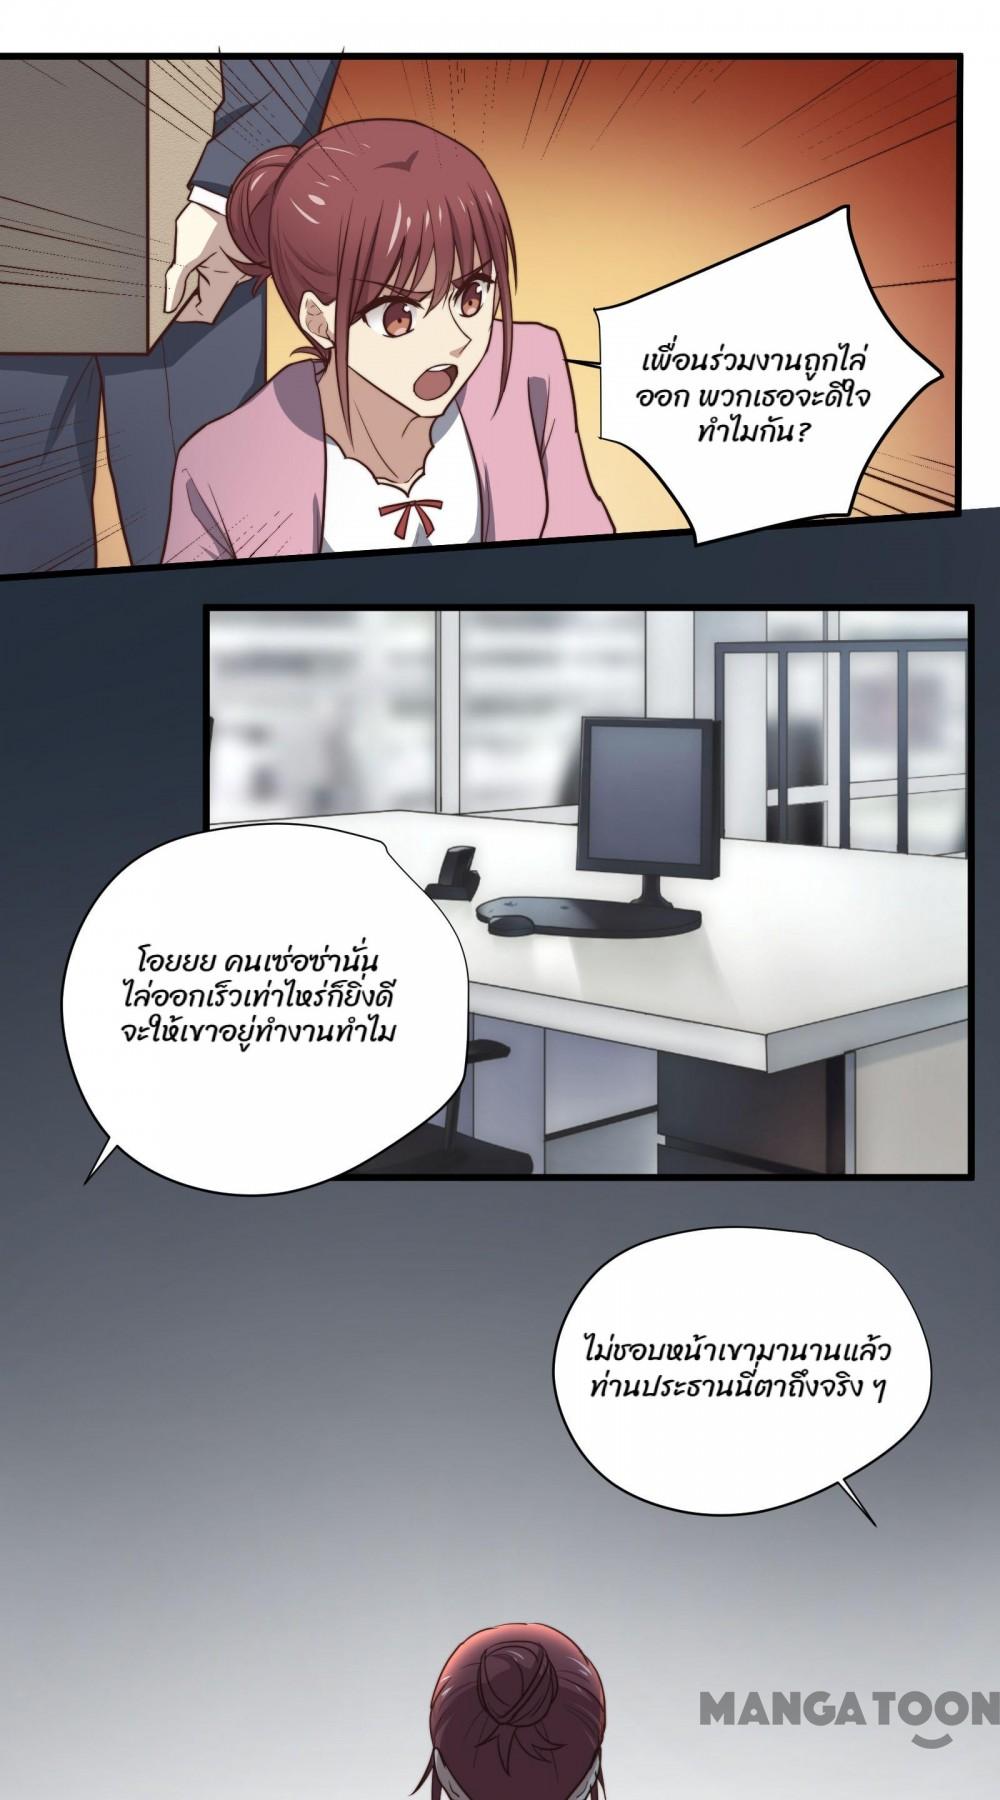 เพื่อนร่วมงานถูกไล่
ออก พวกเธอจะดีใจ
ทำไมกัน?
โอยยย คนเซ่อซ่านั่น
ไล่ออกเร็วเท่าไหร่ก็ยิ่งดี
จะให้เขาอยู่ทำงานทำไม
ไม่ชอบหน้าเขามานานแล้ว
ท่านประธานนี่ตาถึงจริง ๆ
MANGATOON